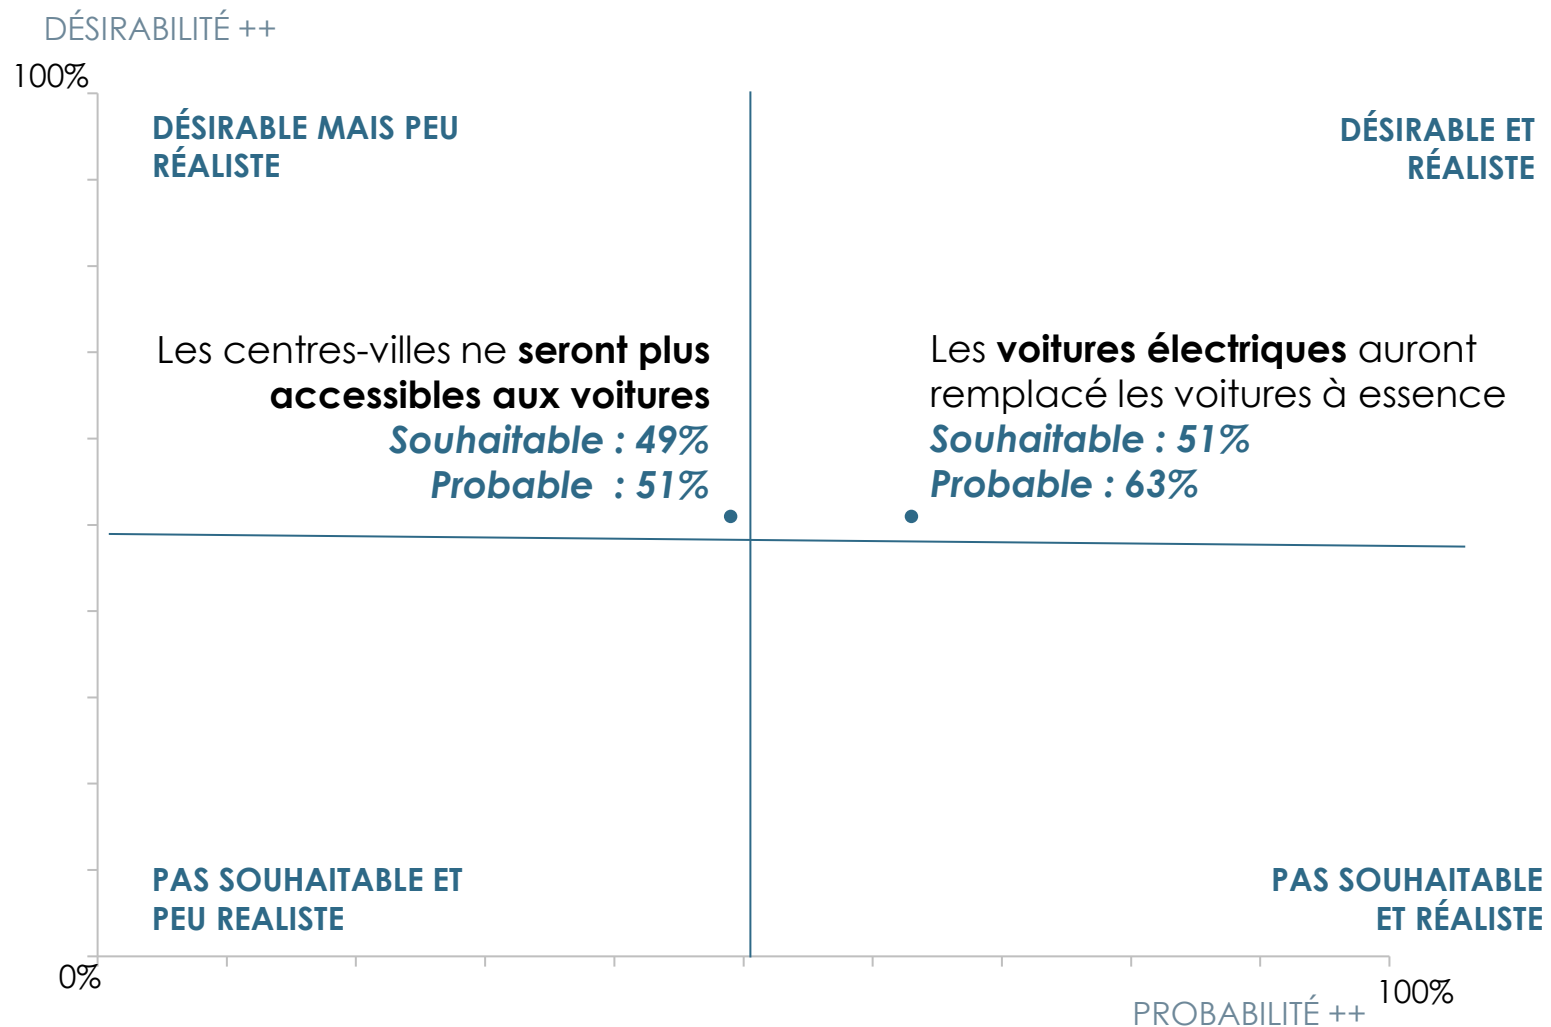 DÉSIRABILITÉ ++
100%
DÉSIRABLE MAIS PEU
RÉALISTE
DÉSIRABLE ET
RÉALISTE
Les centres-villes ne seront plus
accessibles aux voitures
Souhaitable : 49%
Probable : 51%
Les voitures électriques auront
remplacé les voitures à essence
Souhaitable : 51%
Probable : 63%
PAS SOUHAITABLE ET
PEU REALISTE
PAS SOUHAITABLE
ET RÉALISTE
0%
100%
PROBABILITÉ ++